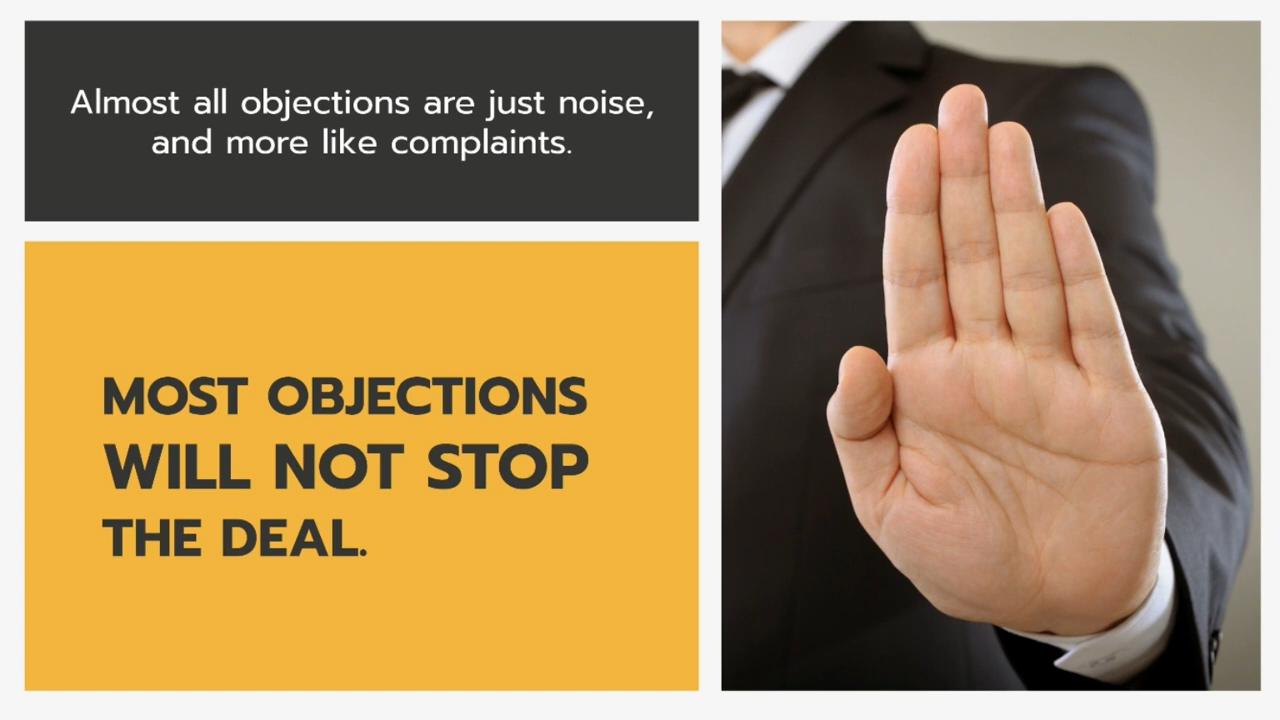 Almost all objections are just noise,
and more like complaints.
MOST OBJECTIONS
WILL NOT STOP
THE DEAL.